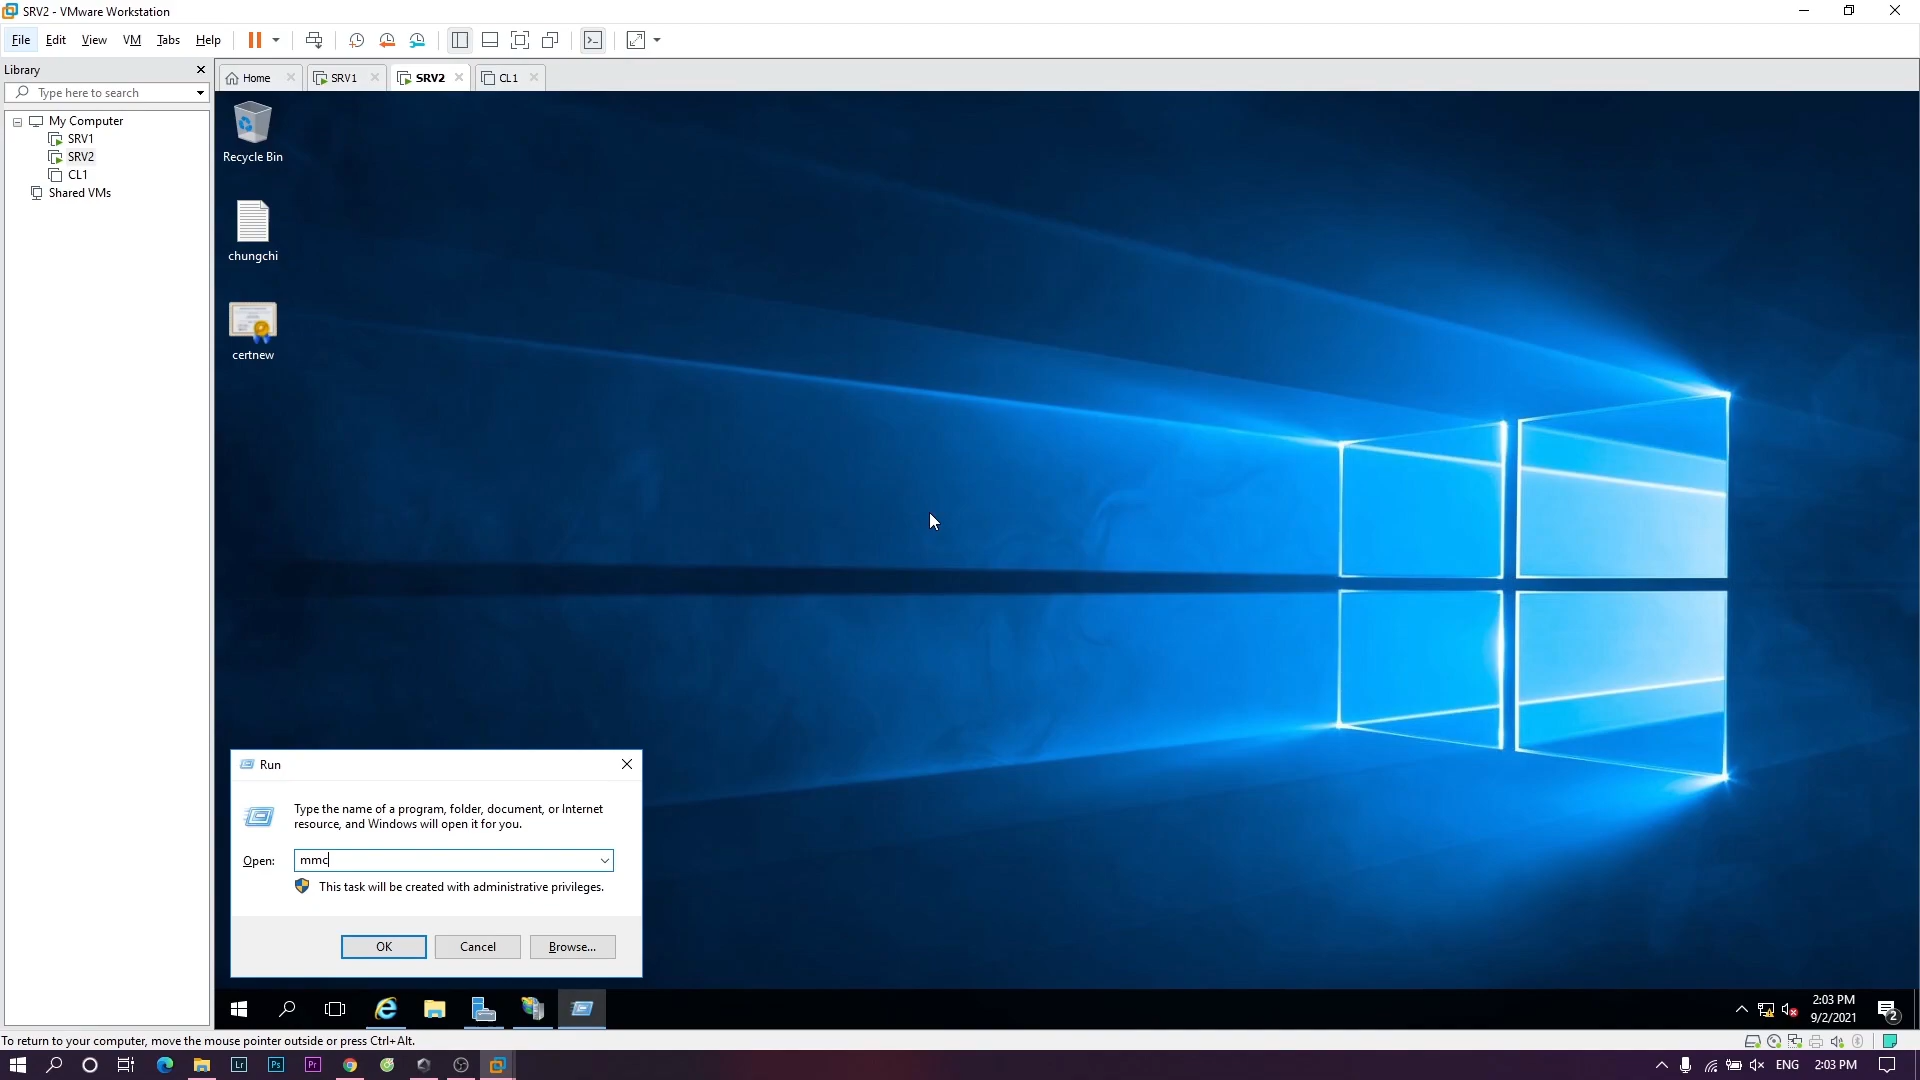 SRV2 - VMware Workstation
File Edit View VM Tabs Help
Library
Type here to search
My Computer
SRV1
SRV2
CL1
Shared VMs
Home SRV1 SRV2 CL1
Recycle Bin
chungchi
certnew
Run
Type the name of a program, folder, document, or Internet
resource, and Windows will open it for you.
Open: mmc
This task will be created with administrative privileges.
OK Cancel Browse...
2:03 PM
9/2/2021
2
To return to your computer, move the mouse pointer outside or press Ctrl+Alt.
Lr Ps Pr
ENG 2:03 PM